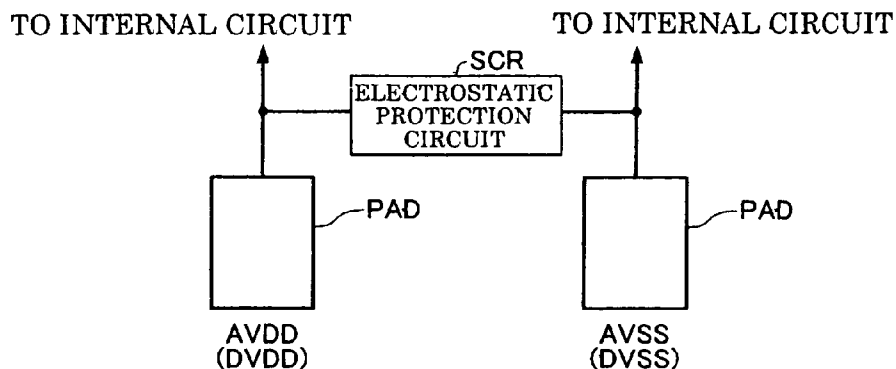 TO INTERNAL CIRCUIT
TO INTERNAL CIRCUIT
SCR
ELECTROSTATIC
PROTECTION
CIRCUIT
PAD
PAD
AVDD
(DVDD)
AVSS
(DVSS)